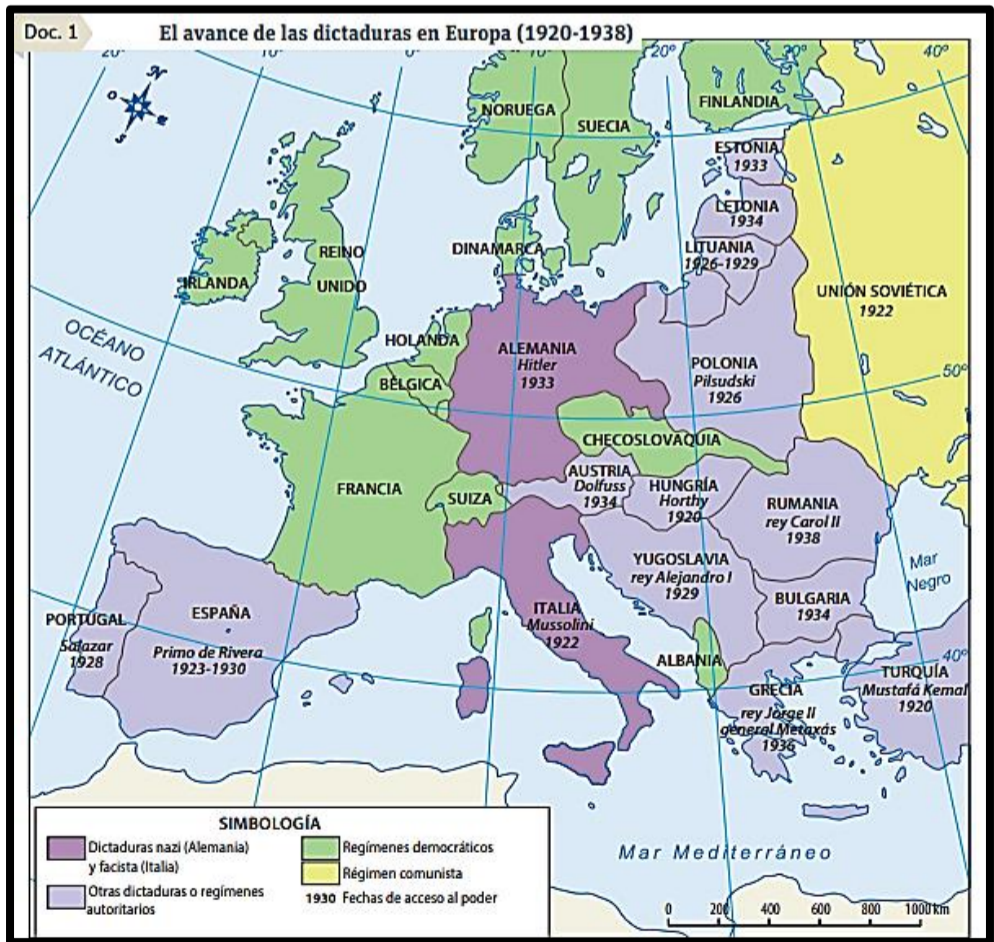 Doc. 1
El avance de las dictaduras en Europa (1920-1938)
20°
10°
0°
10°
20°
30°
40°
N
O
E
S
NORUEGA
SUECIA
FINLANDIA
ESTONIA
1933
LETONIA
1934
LITUANIA
1926-1929
DINAMARCA
REINO
UNIDO
IRLANDA
UNIÓN SOVIÉTICA
1922
OCÉANO
ATLÁNTICO
HOLANDA
BÉLGICA
ALEMANIA
Hitler
1933
POLONIA
Pilsudski
1926
50°
CHECOSLOVAQUIA
FRANCIA
SUIZA
AUSTRIA
Dolfuss
1934
HUNGRÍA
Horthy
1920
RUMANIA
rey Carol II
1938
YUGOSLAVIA
rey Alejandro I
1929
BULGARIA
1934
Mar
Negro
PORTUGAL
Salazar
1928
ESPAÑA
Primo de Rivera
1923-1930
ITALIA
Mussolini
1922
ALBANIA
GRECIA
rey Jorge II
general Metaxás
1936
40°
TURQUÍA
Mustafá Kemal
1920
Mar Mediterráneo
SIMBOLOGÍA
Dictaduras nazi (Alemania)
y facista (Italia)
Otras dictaduras o regímenes
autoritarios
Regímenes democráticos
Régimen comunista
1930 Fechas de acceso al poder
0 200 400 600 800 1000 km